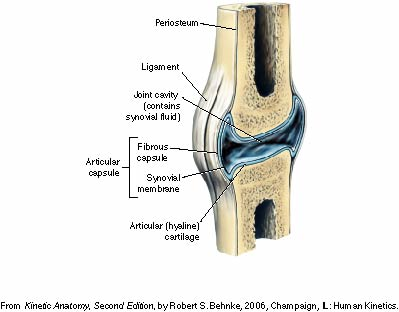 Periosteum
Ligament
Joint cavity
(contains
synovial fluid)
Fibrous
capsule
Articular
capsule
Synovial
membrane
Articular (hyaline)
cartilage
From Kinetic Anatomy, Second Edition, by Robert S. Behnke, 2006, Champaign, IL: Human Kinetics.